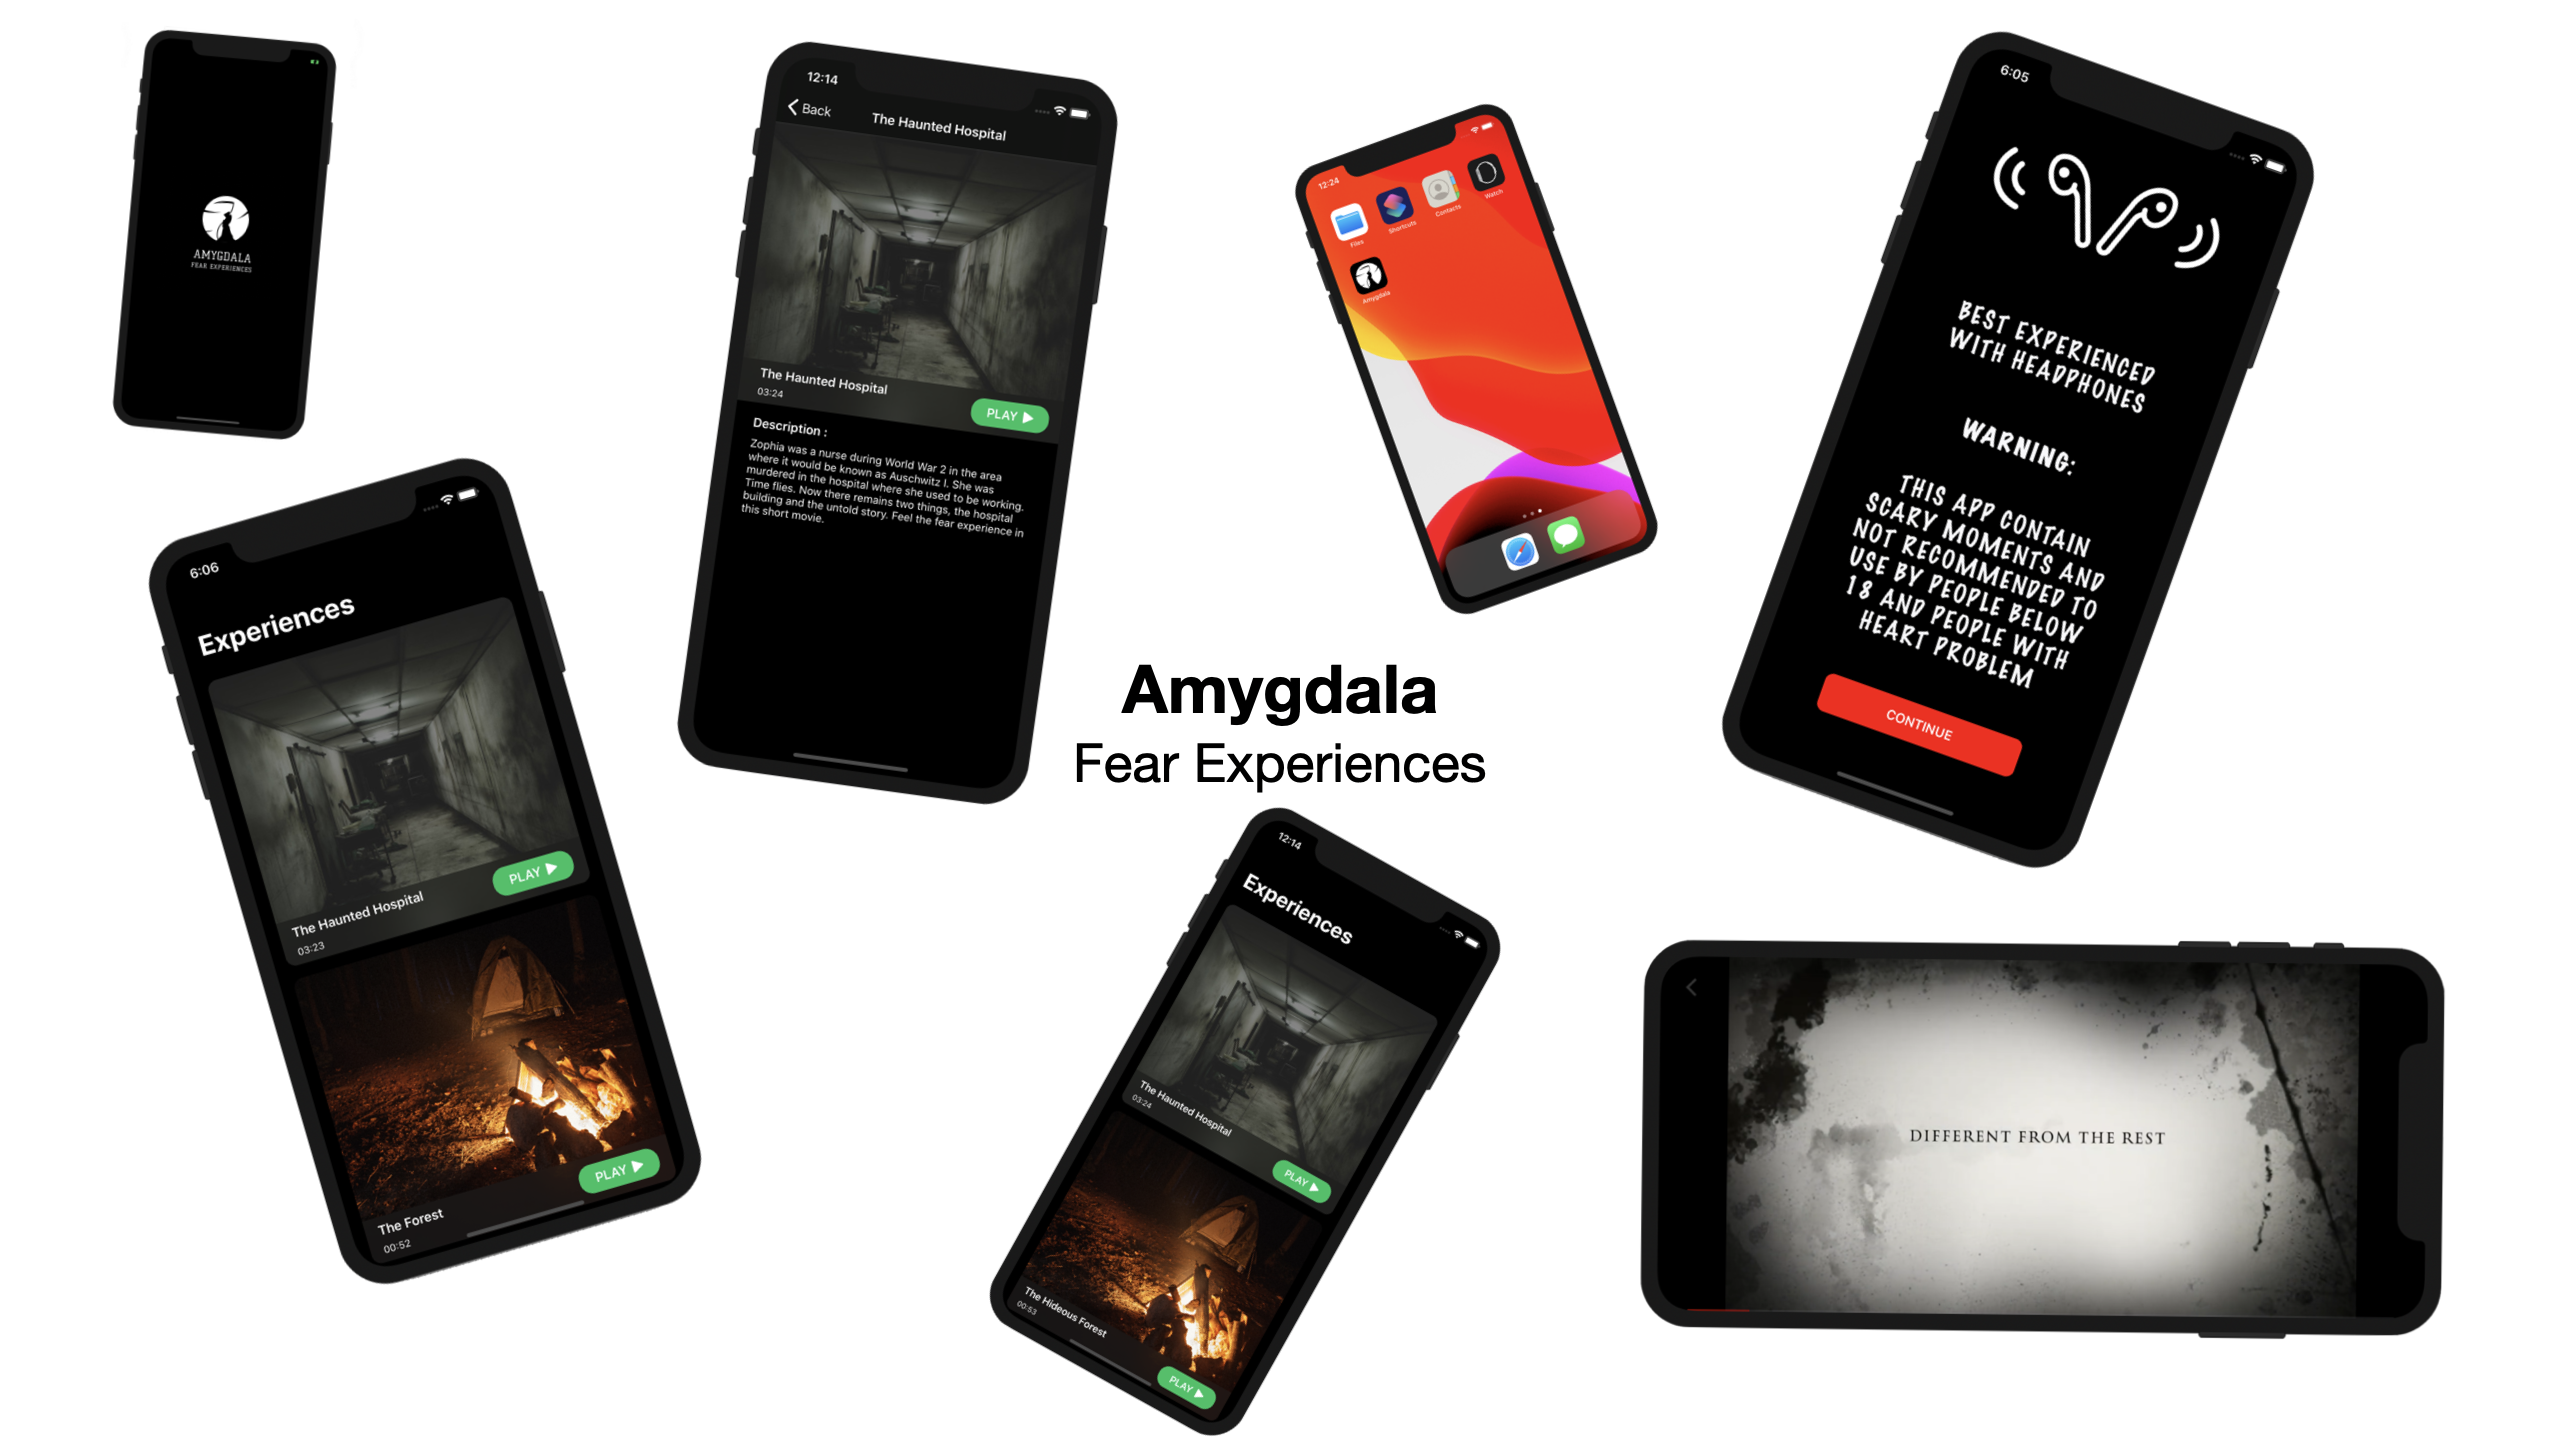 AMYGDALA
FEAR EXPERIENCES
12:14
Back
The Haunted Hospital
The Haunted Hospital
03:24
PLAY
Description :
Zophia was a nurse during World War 2 in the area
where it would be known as Auschwitz I. She was
murdered in the hospital where she used to be working.
Time flies. Now there remains two things, the hospital
building and the untold story. Feel the fear experience in
this short movie.
12:24
Files
Shortcuts
Contacts
Watch
Amygdala
6:05
BEST EXPERIENCED
WITH HEADPHONES
WARNING:
THIS APP CONTAIN
SCARY MOMENTS AND
NOT RECOMMENDED TO
USE BY PEOPLE BELOW
18 AND PEOPLE WITH
HEART PROBLEM
CONTINUE
6:06
Experiences
The Haunted Hospital
03:23
PLAY
The Forest
00:52
PLAY
Amygdala
Fear Experiences
12:14
Experiences
The Haunted Hospital
03:24
PLAY
The Hideous Forest
00:53
PLAY
DIFFERENT FROM THE REST